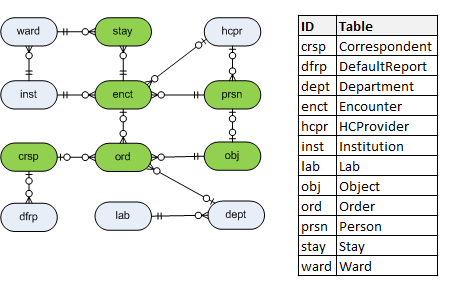 ward stay hcpr
inst enct prsn
crsp ord obj
dfrp lab dept
ID Table
crsp Correspondent
dfrp DefaultReport
dept Department
enct Encounter
hcpr HCProvider
inst Institution
lab Lab
obj Object
ord Order
prsn Person
stay Stay
ward Ward